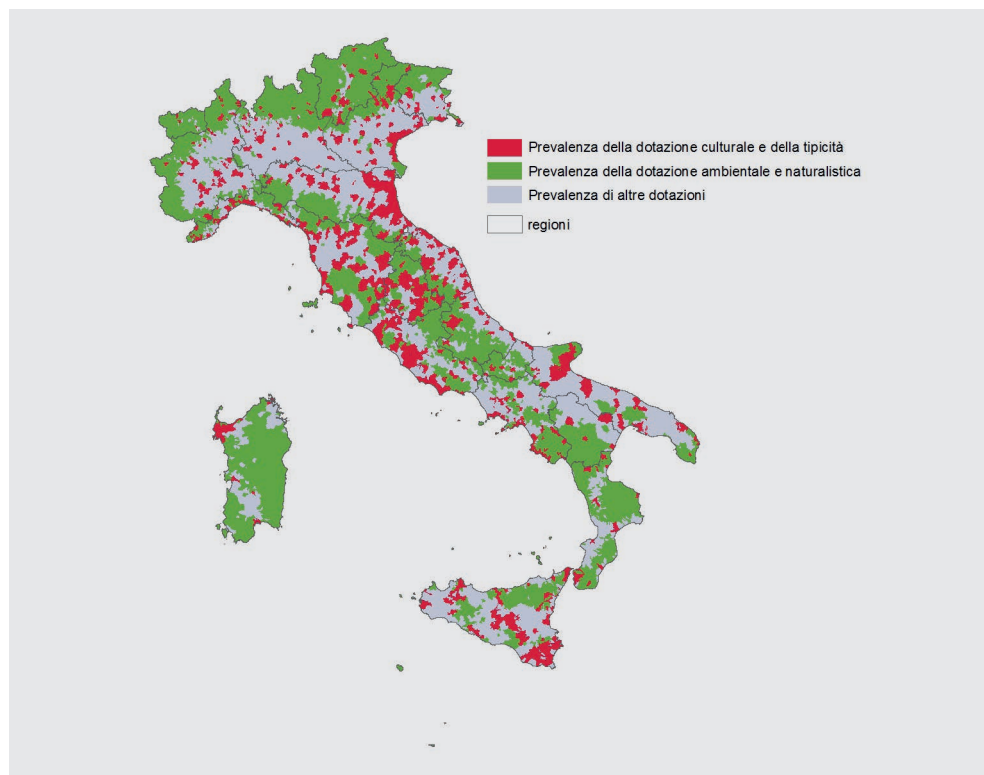 Prevalenza della dotazione culturale e della tipicità
Prevalenza della dotazione ambientale e naturalistica
Prevalenza di altre dotazioni
regioni